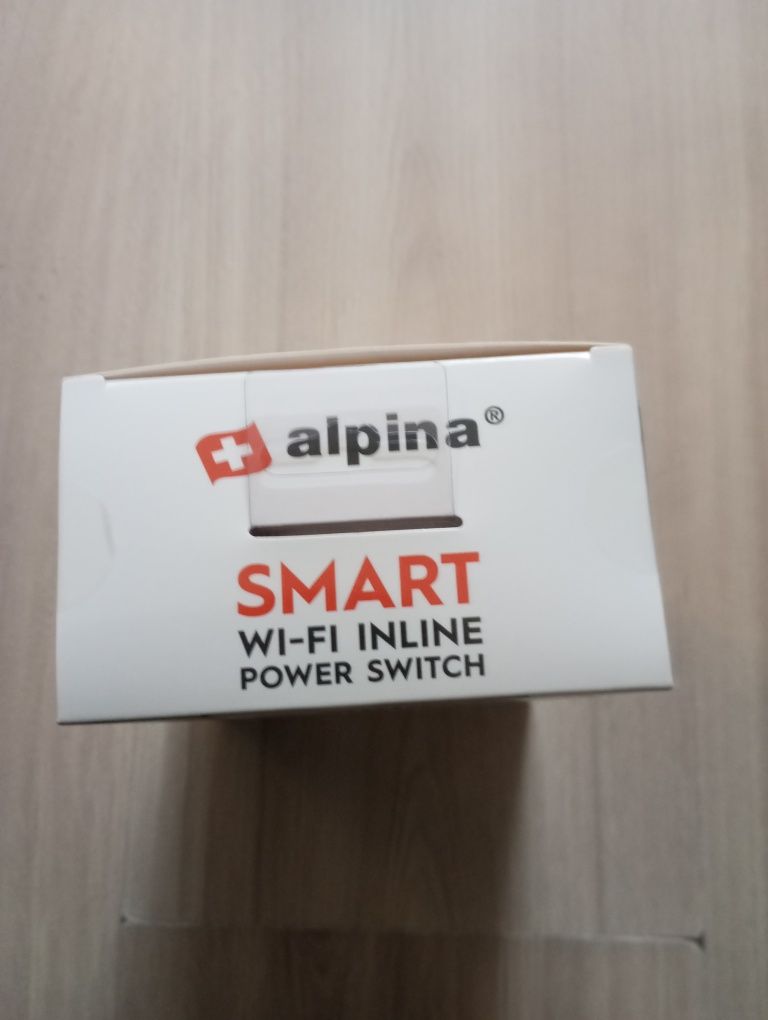 alpina®
SMART
WI-FI INLINE
POWER SWITCH